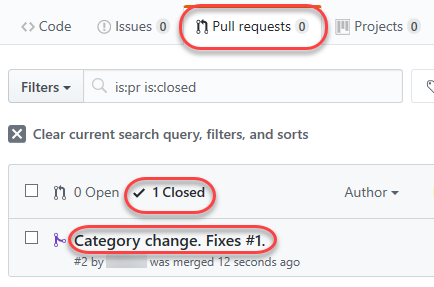 Code Issues 0 Pull requests 0 Projects 0
Filters is:pr is:closed
Clear current search query, filters, and sorts
0 Open 1 Closed Author
Category change. Fixes #1.
#2 by was merged 12 seconds ago